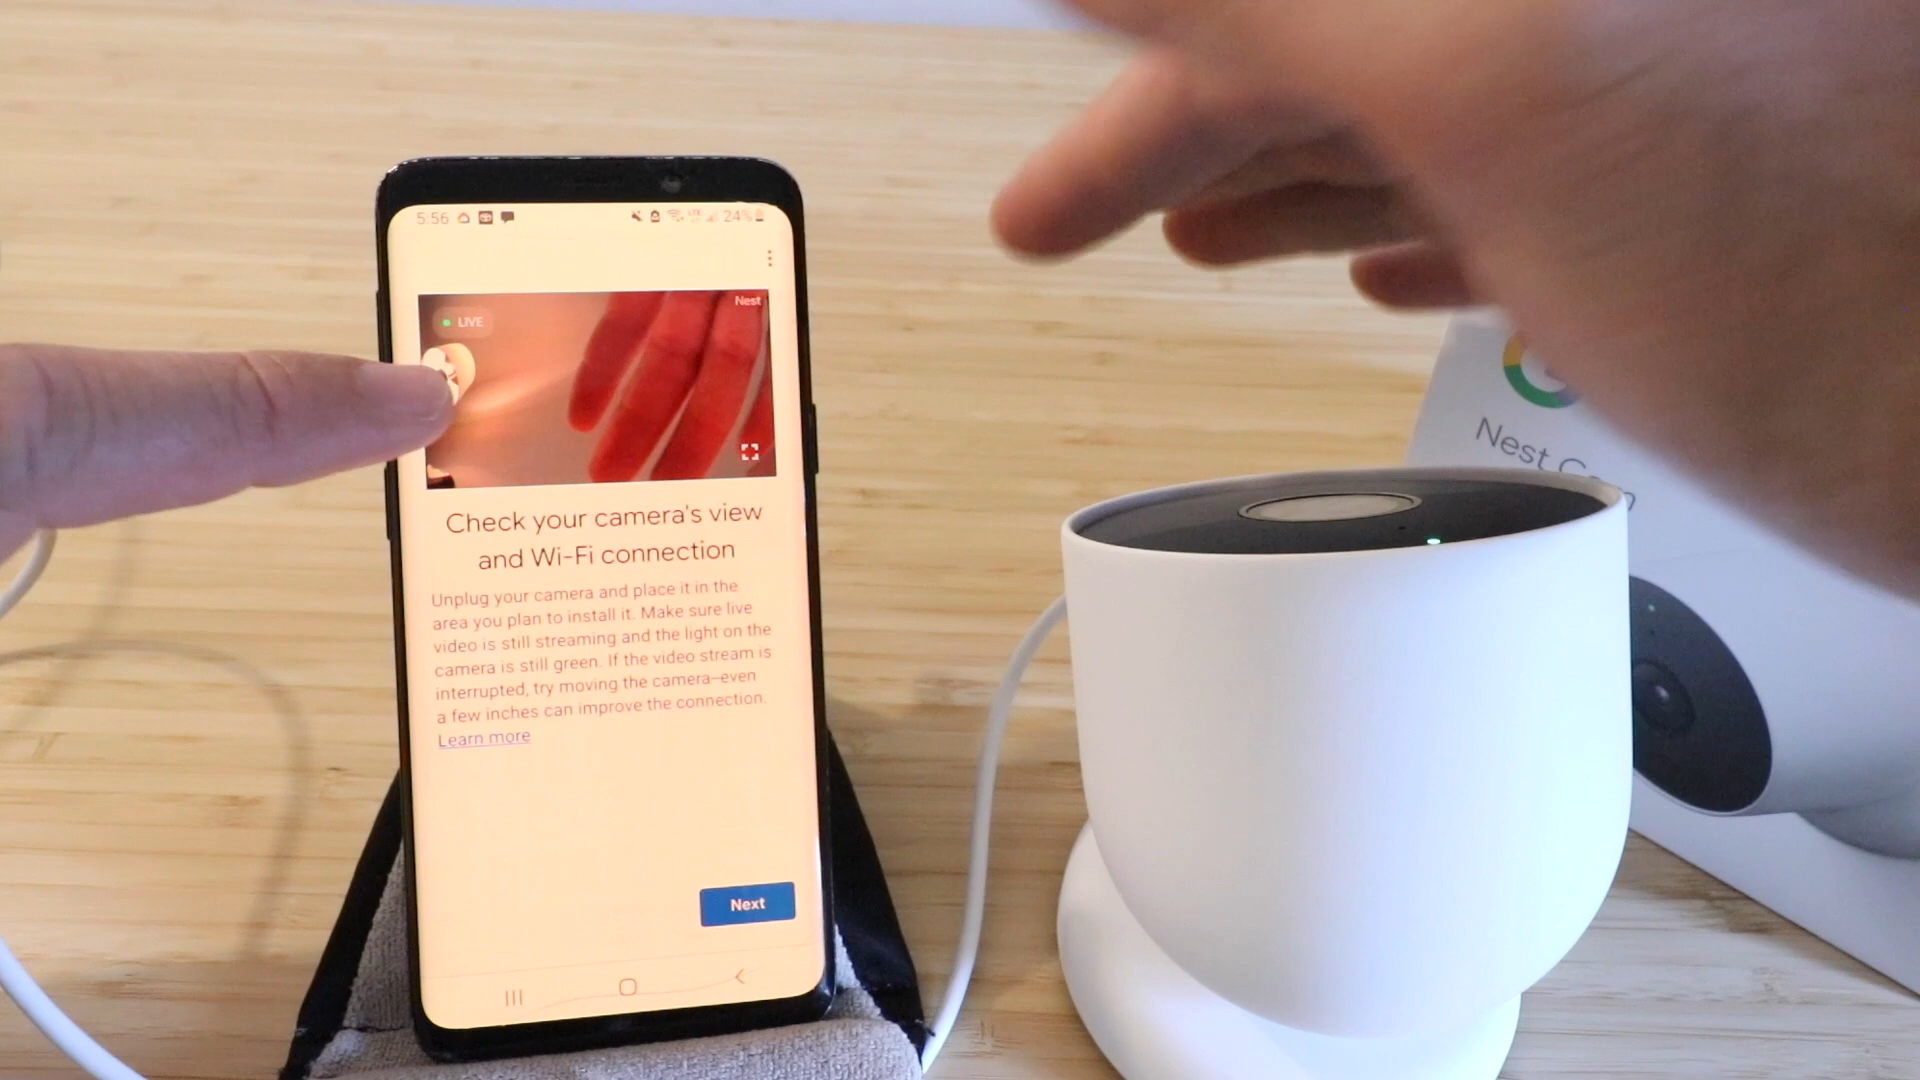 5:56
LTE 24%
Nest
LIVE
Check your camera's view
and Wi-Fi connection
Unplug your camera and place it in the
area you plan to install it. Make sure live
video is still streaming and the light on the
camera is still green. If the video stream is
interrupted, try moving the camera–even
a few inches can improve the connection.
Learn more
Next
Nest